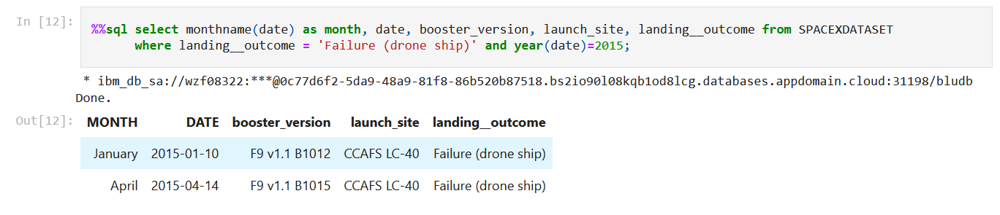 In [12]:
%%sql select monthname(date) as month, date, booster_version, launch_site, landing__outcome from SPACEXDATASET
where landing__outcome = 'Failure (drone ship)' and year(date)=2015;
* ibm_db_sa://wzf08322:***@0c77d6f2-5da9-48a9-81f8-86b520b87518.bs2io90l08kqb1od8lcg.databases.appdomain.cloud:31198/bludb
Done.
Out[12]:
MONTH DATE booster_version launch_site landing__outcome
January 2015-01-10 F9 v1.1 B1012 CCAFS LC-40 Failure (drone ship)
April 2015-04-14 F9 v1.1 B1015 CCAFS LC-40 Failure (drone ship)